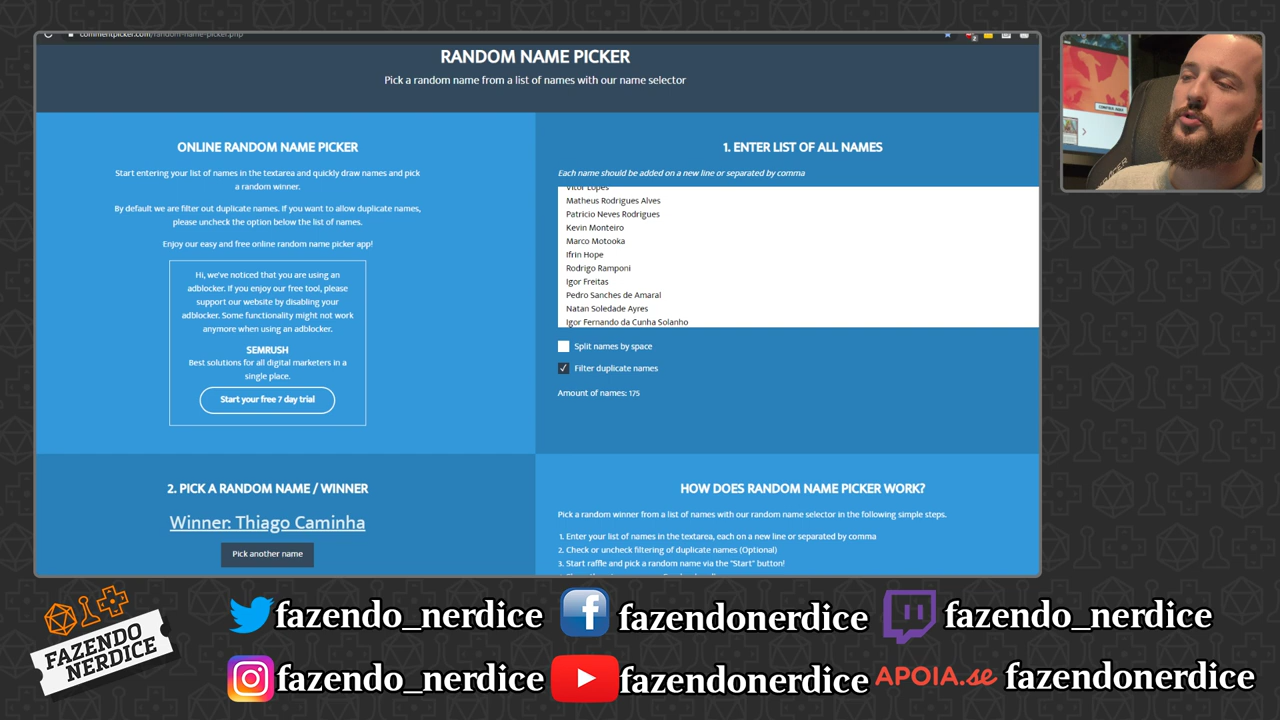 commentpicker.com/random-name-picker.php
RANDOM NAME PICKER
Pick a random name from a list of names with our name selector
ONLINE RANDOM NAME PICKER
Start entering your list of names in the textarea and quickly draw names and pick
a random winner.
By default we are filter out duplicate names. If you want to allow duplicate names,
please uncheck the option below the list of names.
Enjoy our easy and free online random name picker app!
Hi, we've noticed that you are using an
adblocker. If you enjoy our free tool, please
support our website by disabling your
adblocker. Some functionality might not work
anymore when using an adblocker.
SEMRUSH
Best solutions for all digital marketers in a
single place.
Start your free 7 day trial
1. ENTER LIST OF ALL NAMES
Each name should be added on a new line or separated by comma
Vitor Lopes
Matheus Rodrigues Alves
Patricio Neves Rodrigues
Kevin Monteiro
Marco Motooka
Ifrin Hope
Rodrigo Ramponi
Igor Freitas
Pedro Sanches de Amaral
Natan Soledade Ayres
Igor Fernando da Cunha Solanho
Split names by space
Filter duplicate names
Amount of names: 175
2. PICK A RANDOM NAME / WINNER
Winner: Thiago Caminha
Pick another name
HOW DOES RANDOM NAME PICKER WORK?
Pick a random winner from a list of names with our random name selector in the following simple steps.
1. Enter your list of names in the textarea, each on a new line or separated by comma
2. Check or uncheck filtering of duplicate names (Optional)
3. Start raffle and pick a random name via the "Start" button!
FAZENDO
NERDICE
fazendo_nerdice
fazendonerdice
fazendo_nerdice
fazendo_nerdice
fazendonerdice
APOIA.se fazendonerdice